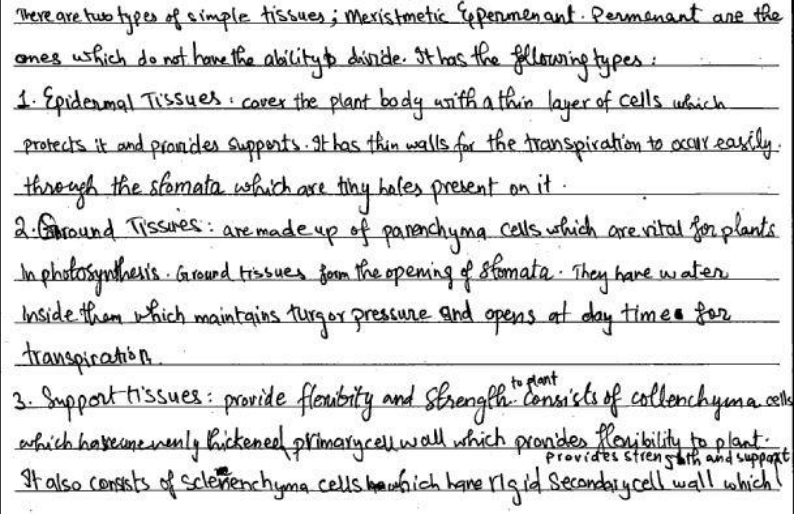 There are two types of simple tissues; Meristmetic & permenant. Permenant are the
ones which do not have the ability to divide. It has the following types:
1. Epidermal Tissues: cover the plant body with a thin layer of cells which
protects it and provides supports. It has thin walls for the transpiration to occur easily.
through the stomata which are tiny holes present on it.
2. Ground Tissures: are made up of parenchyma cells which are vital for plants
In photosynthesis. Ground tissues form the opening of stomata. They have water
inside them which maintains turgor pressure and opens at day time for
transpiration.
3. Support tissues: provide flexibity and strength to plant. Consists of collenchyma cells
which have unevenly thickened primary cell wall which provides flexibility to plant.
It also consists of sclerenchyma cells which have rigid Secondary cell wall which provides strength and support